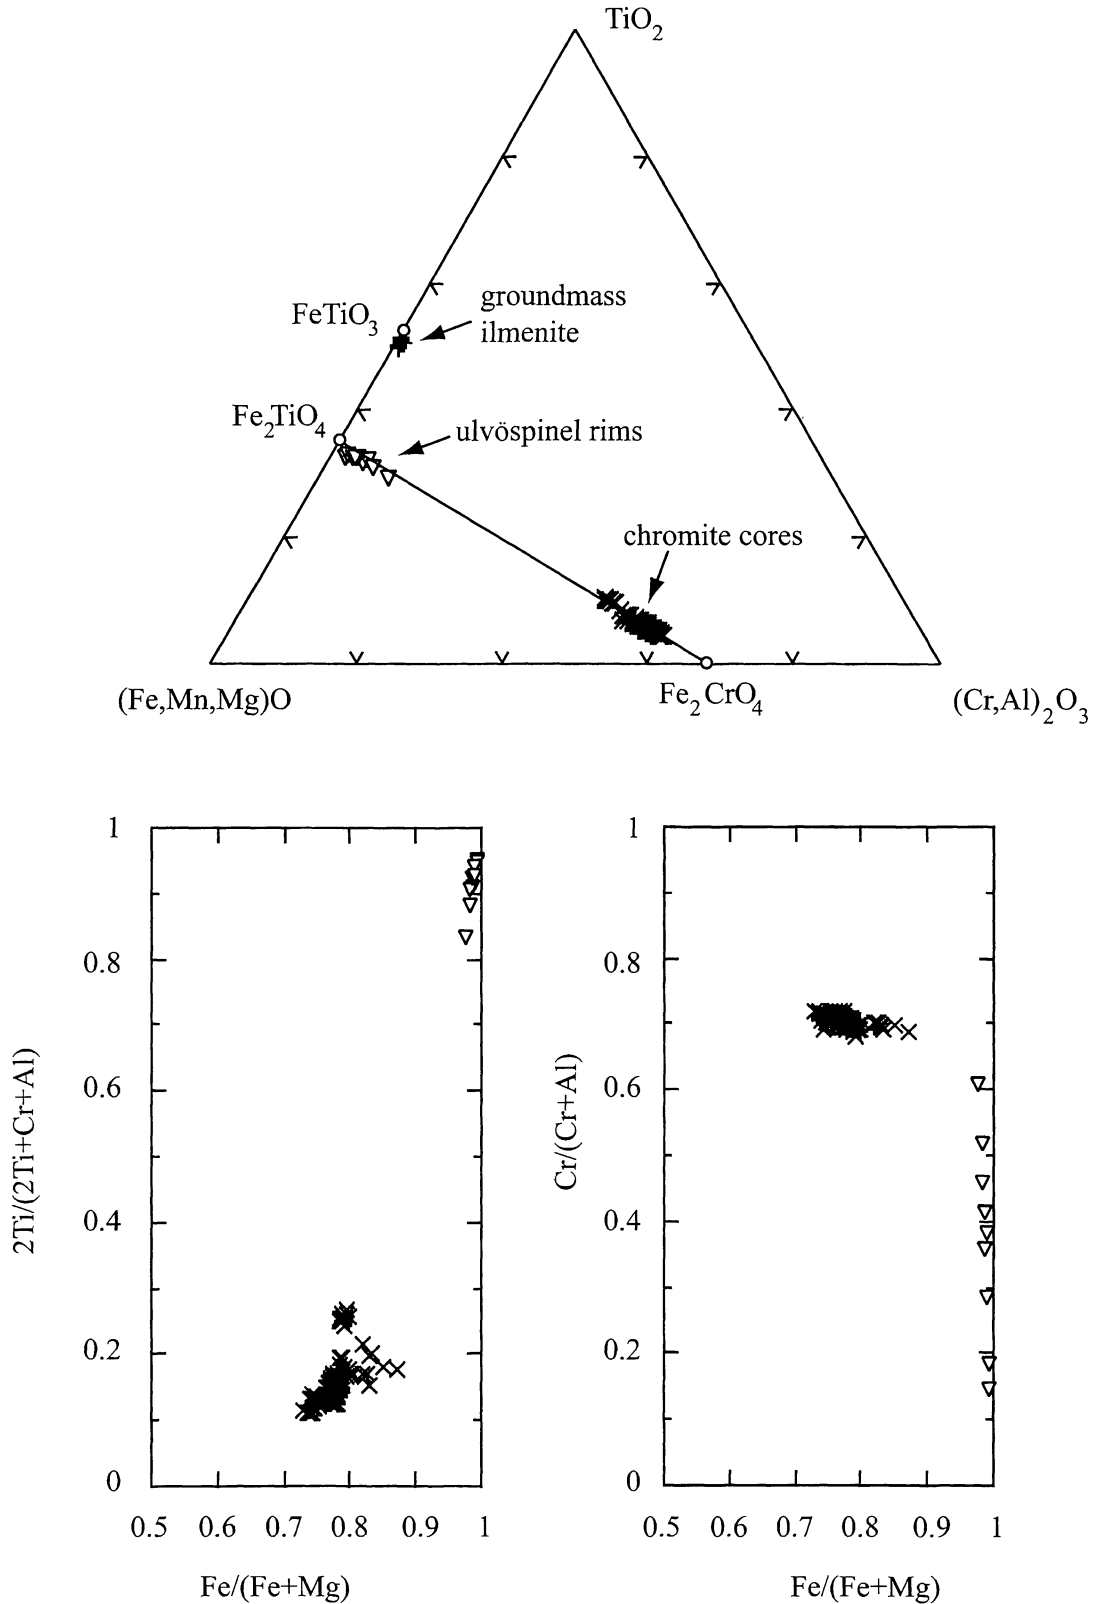 TiO2
FeTiO3
groundmass
ilmenite
Fe2TiO4
ulvöspinel rims
chromite cores
(Fe,Mn,Mg)O
Fe2CrO4
(Cr,Al)2O3
1
0.8
0.6
0.4
0.2
0
2Ti/(2Ti+Cr+Al)
0.5 0.6 0.7 0.8 0.9 1
Fe/(Fe+Mg)
1
0.8
0.6
0.4
0.2
0
Cr/(Cr+Al)
0.5 0.6 0.7 0.8 0.9 1
Fe/(Fe+Mg)